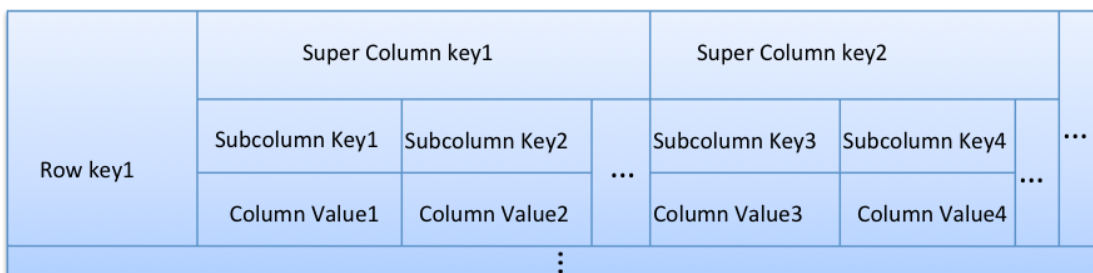 Super Column key1 Super Column key2
Subcolumn Key1 Subcolumn Key2 Subcolumn Key3 Subcolumn Key4 ...
Row key1 ... ...
Column Value1 Column Value2 Column Value3 Column Value4
⋮